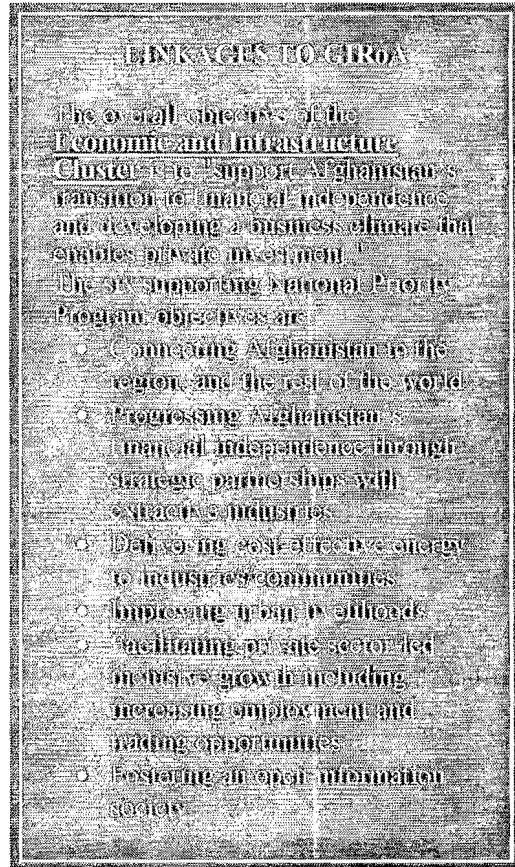 LINKAGES TO GIRoA
The overall objective of the
Economic and Infrastructure
Cluster is to "support Afghanistan's
transition to financial independence
and developing a business climate that
enables private investment."
The six supporting National Priority
Program objectives are
Connecting Afghanistan to the
region, and the rest of the world
Progressing Afghanistan's
financial independence through
strategic partnerships with
extractive industries
Delivering cost-effective energy
to industries/communities
Improving urban livelihoods
Facilitating private sector-led
inclusive growth including
increasing employment and
trading opportunities
Fostering an open information
society